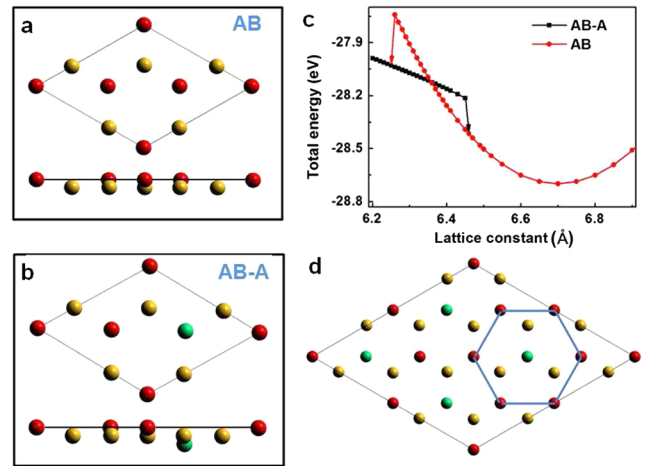 a AB
b AB-A
c
AB-A
AB
Total energy (eV)
-27.9
-28.2
-28.5
-28.8
6.2 6.4 6.6 6.8
Lattice constant (Å)
d